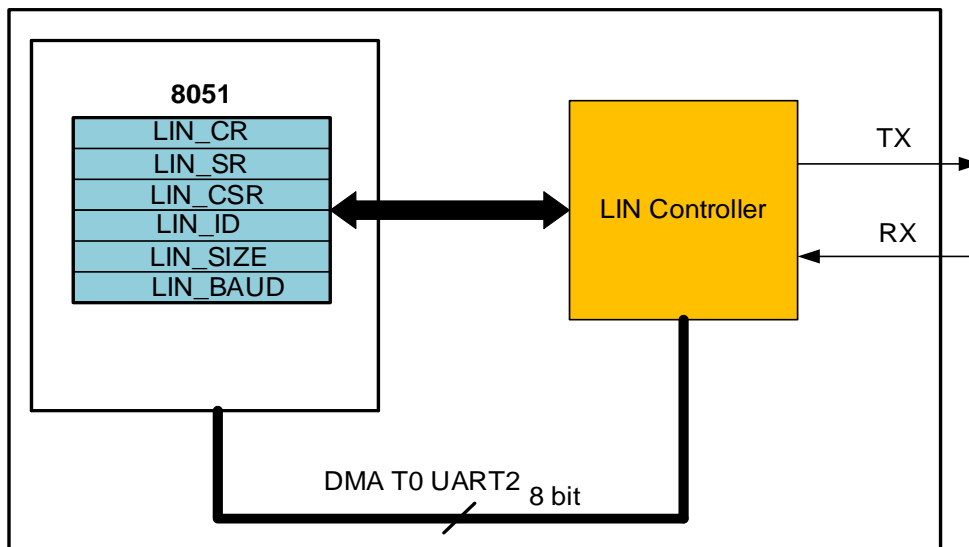 8051
LIN_CR
LIN_SR
LIN_CSR
LIN_ID
LIN_SIZE
LIN_BAUD
LIN Controller
TX
RX
DMA T0 UART2
8 bit